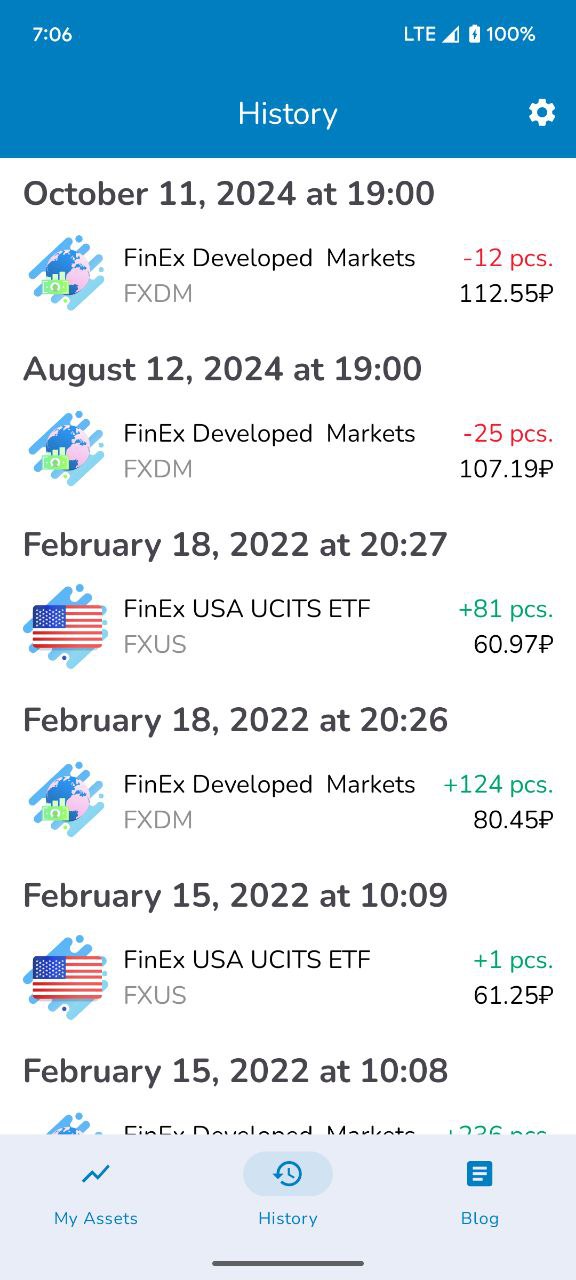 7:06 LTE 100%
History
October 11, 2024 at 19:00
FinEx Developed Markets -12 pcs.
FXDM 112.55₽
August 12, 2024 at 19:00
FinEx Developed Markets -25 pcs.
FXDM 107.19₽
February 18, 2022 at 20:27
FinEx USA UCITS ETF +81 pcs.
FXUS 60.97₽
February 18, 2022 at 20:26
FinEx Developed Markets +124 pcs.
FXDM 80.45₽
February 15, 2022 at 10:09
FinEx USA UCITS ETF +1 pcs.
FXUS 61.25₽
February 15, 2022 at 10:08
FinEx Developed Markets +236 pcs.
My Assets History Blog